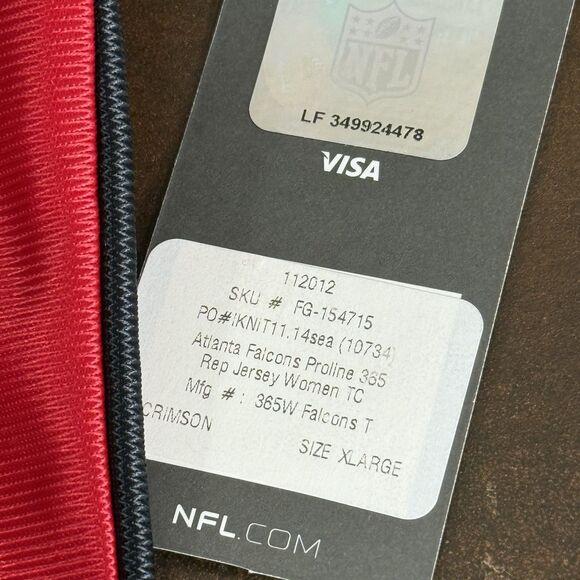 NFL
LF 349924478
VISA
112012
SKU # FG-154715
PO#!KNIT11.14sea (10734)
Atlanta Falcons Proline 365
Rep Jersey Women TC
Mfg # : 365W Falcons T
CRIMSON
SIZE XLARGE
NFL.COM